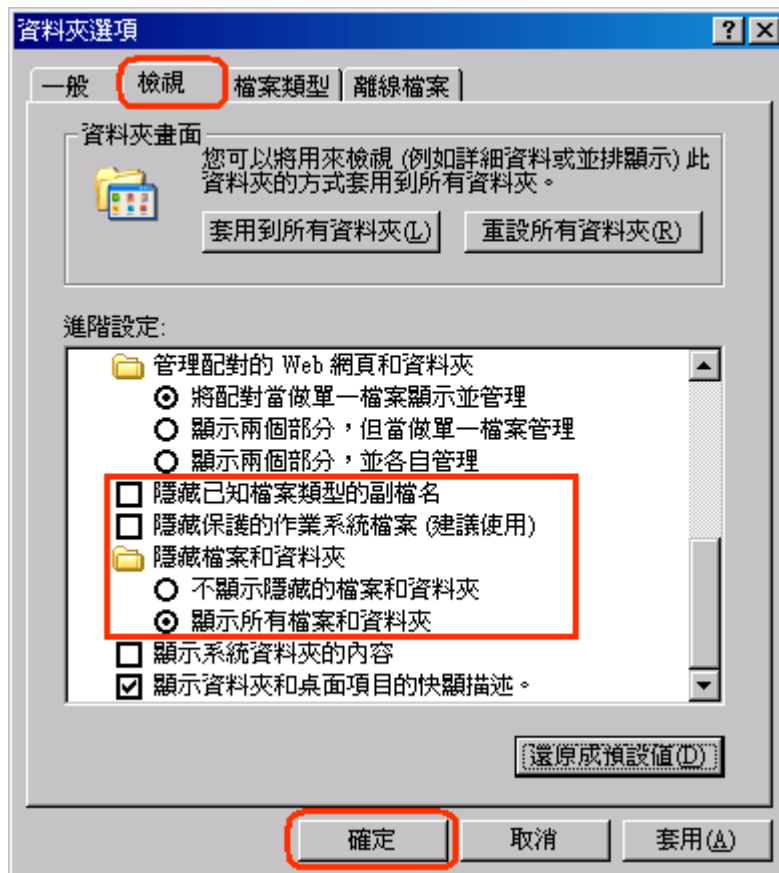 資料夾選項
一般 檢視 檔案類型 離線檔案
資料夾畫面
您可以將用來檢視 (例如詳細資料或並排顯示) 此
資料夾的方式套用到所有資料夾。
套用到所有資料夾(L) 重設所有資料夾(R)
進階設定:
管理配對的 Web 網頁和資料夾
將配對當做單一檔案顯示並管理
顯示兩個部分，但當做單一檔案管理
顯示兩個部分，並各自管理
隱藏已知檔案類型的副檔名
隱藏保護的作業系統檔案 (建議使用)
隱藏檔案和資料夾
不顯示隱藏的檔案和資料夾
顯示所有檔案和資料夾
顯示系統資料夾的內容
顯示資料夾和桌面項目的快顯描述。
還原成預設值(D)
確定 取消 套用(A)